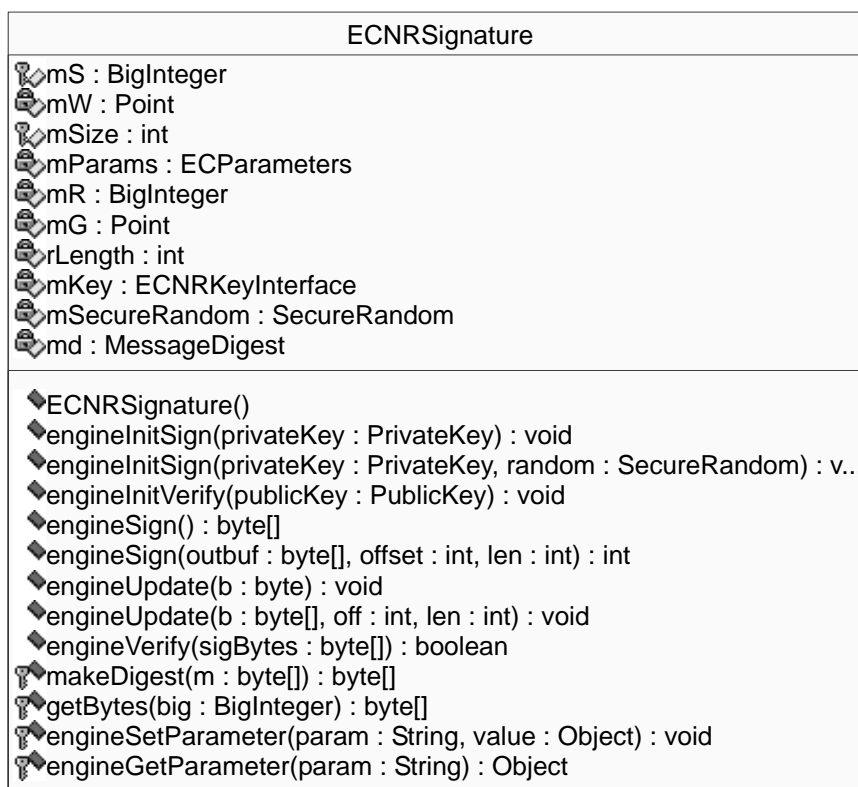 ECNRSignature
mS : BigInteger
mW : Point
mSize : int
mParams : ECParameters
mR : BigInteger
mG : Point
rLength : int
mKey : ECNRKeyInterface
mSecureRandom : SecureRandom
md : MessageDigest
ECNRSignature()
engineInitSign(privateKey : PrivateKey) : void
engineInitSign(privateKey : PrivateKey, random : SecureRandom) : v...
engineInitVerify(publicKey : PublicKey) : void
engineSign() : byte[]
engineSign(outbuf : byte[], offset : int, len : int) : int
engineUpdate(b : byte) : void
engineUpdate(b : byte[], off : int, len : int) : void
engineVerify(sigBytes : byte[]) : boolean
makeDigest(m : byte[]) : byte[]
getBytes(big : BigInteger) : byte[]
engineSetParameter(param : String, value : Object) : void
engineGetParameter(param : String) : Object